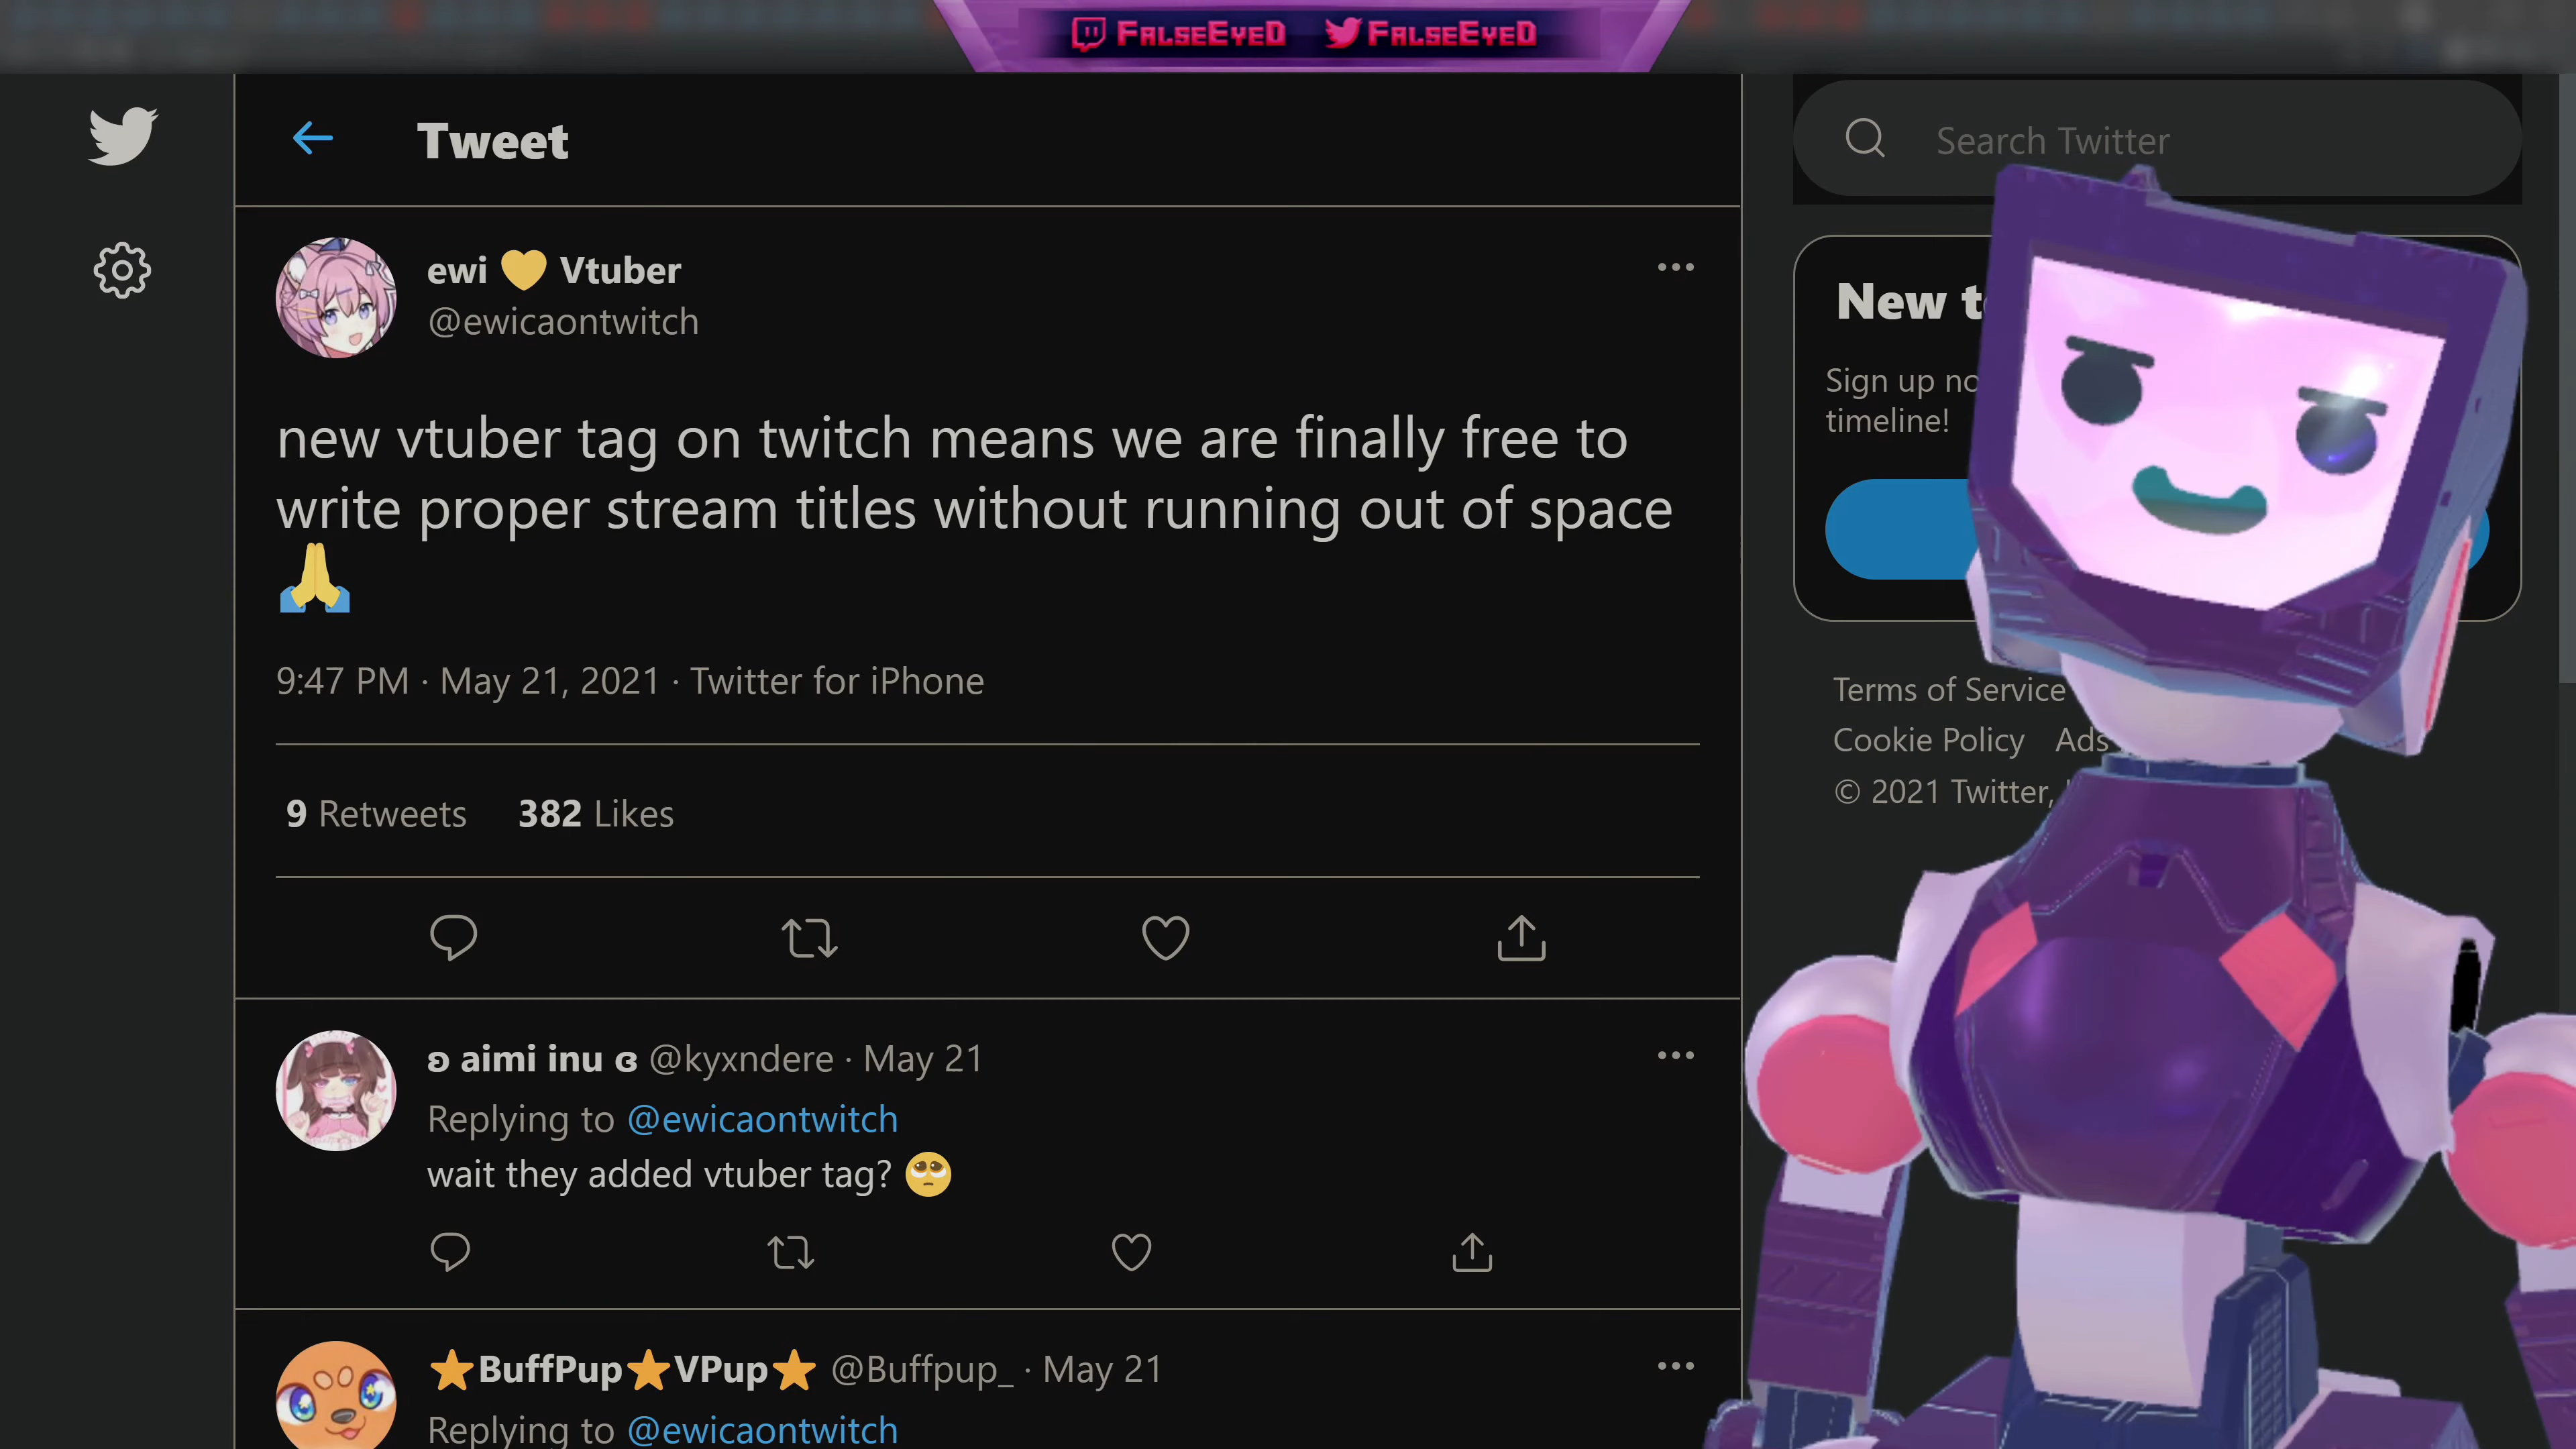 FalseEyeD FalseEyeD
Tweet
Search Twitter
ewi 💛 Vtuber
@ewicaontwitch
new vtuber tag on twitch means we are finally free to
write proper stream titles without running out of space
🙏
9:47 PM · May 21, 2021 · Twitter for iPhone
9 Retweets 382 Likes
ʚ aimi inu ɞ @kyxndere · May 21
Replying to @ewicaontwitch
wait they added vtuber tag? 🥺
⭐BuffPup⭐VPup⭐ @Buffpup_ · May 21
Replying to @ewicaontwitch
New
Sign up
timeline!
Terms of Service
Cookie Policy Ads
© 2021 Twitter,